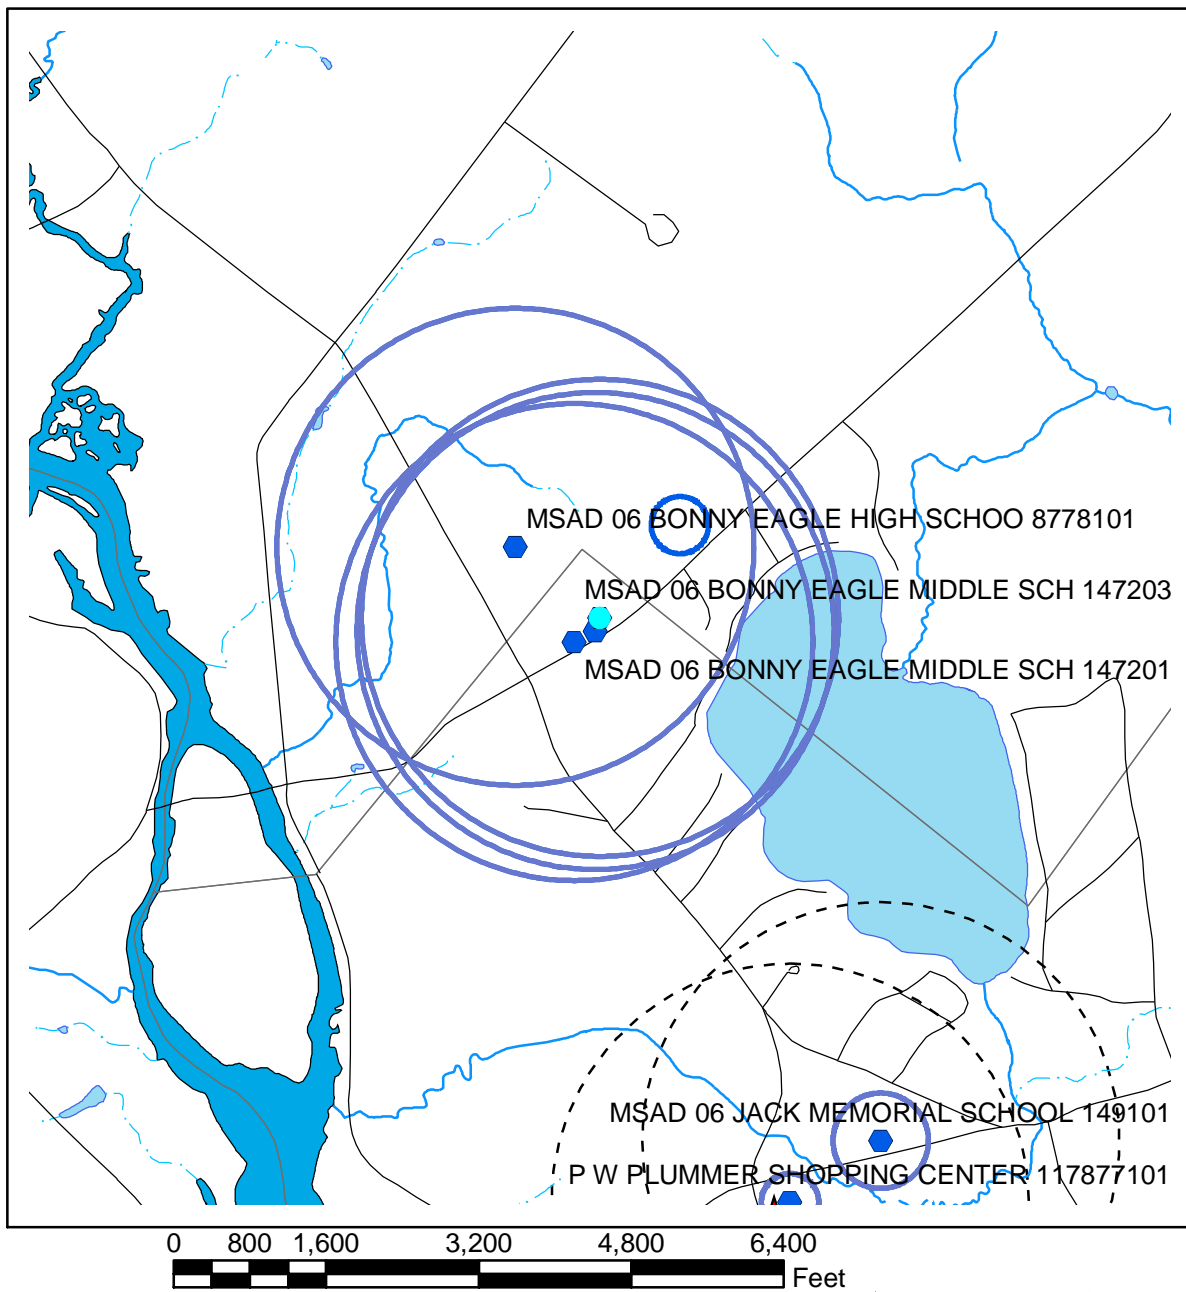 MSAD 06 BONNY EAGLE HIGH SCHOO 8778101
MSAD 06 BONNY EAGLE MIDDLE SCH 147203
MSAD 06 BONNY EAGLE MIDDLE SCH 147201
MSAD 06 JACK MEMORIAL SCHOOL 149101
P W PLUMMER SHOPPING CENTER 117877101
0 800 1,600 3,200 4,800 6,400
Feet